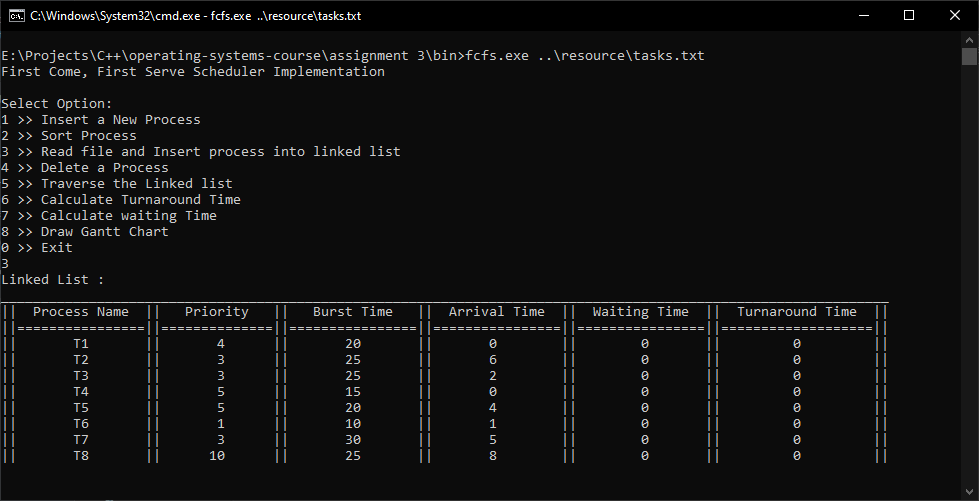 C:\Windows\System32\cmd.exe - fcfs.exe ..\resource\tasks.txt
E:\Projects\C++\operating-systems-course\assignment 3\bin>fcfs.exe ..\resource\tasks.txt
First Come, First Serve Scheduler Implementation
Select Option:
1 >> Insert a New Process
2 >> Sort Process
3 >> Read file and Insert process into linked list
4 >> Delete a Process
5 >> Traverse the Linked list
6 >> Calculate Turnaround Time
7 >> Calculate waiting Time
8 >> Draw Gantt Chart
0 >> Exit
3
Linked List :
|| Process Name || Priority || Burst Time || Arrival Time || Waiting Time || Turnaround Time ||
||================||==============||================||================||================||===================||
|| T1 || 4 || 20 || 0 || 0 || 0 ||
|| T2 || 3 || 25 || 6 || 0 || 0 ||
|| T3 || 3 || 25 || 2 || 0 || 0 ||
|| T4 || 5 || 15 || 0 || 0 || 0 ||
|| T5 || 5 || 20 || 4 || 0 || 0 ||
|| T6 || 1 || 10 || 1 || 0 || 0 ||
|| T7 || 3 || 30 || 5 || 0 || 0 ||
|| T8 || 10 || 25 || 8 || 0 || 0 ||